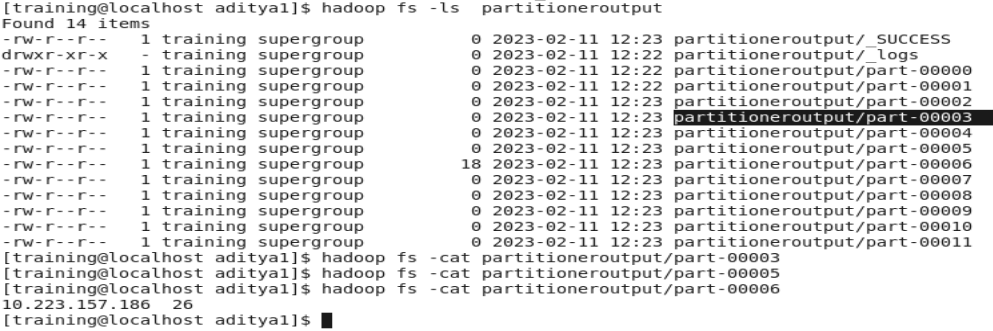 [training@localhost aditya1]$ hadoop fs -ls  partitioneroutput
Found 14 items
-rw-r--r--   1 training supergroup          0 2023-02-11 12:23 partitioneroutput/_SUCCESS
drwxr-xr-x   - training supergroup          0 2023-02-11 12:22 partitioneroutput/_logs
-rw-r--r--   1 training supergroup          0 2023-02-11 12:22 partitioneroutput/part-00000
-rw-r--r--   1 training supergroup          0 2023-02-11 12:22 partitioneroutput/part-00001
-rw-r--r--   1 training supergroup          0 2023-02-11 12:23 partitioneroutput/part-00002
-rw-r--r--   1 training supergroup          0 2023-02-11 12:23 partitioneroutput/part-00003
-rw-r--r--   1 training supergroup          0 2023-02-11 12:23 partitioneroutput/part-00004
-rw-r--r--   1 training supergroup          0 2023-02-11 12:23 partitioneroutput/part-00005
-rw-r--r--   1 training supergroup         18 2023-02-11 12:23 partitioneroutput/part-00006
-rw-r--r--   1 training supergroup          0 2023-02-11 12:23 partitioneroutput/part-00007
-rw-r--r--   1 training supergroup          0 2023-02-11 12:23 partitioneroutput/part-00008
-rw-r--r--   1 training supergroup          0 2023-02-11 12:23 partitioneroutput/part-00009
-rw-r--r--   1 training supergroup          0 2023-02-11 12:23 partitioneroutput/part-00010
-rw-r--r--   1 training supergroup          0 2023-02-11 12:23 partitioneroutput/part-00011
[training@localhost aditya1]$ hadoop fs -cat partitioneroutput/part-00003
[training@localhost aditya1]$ hadoop fs -cat partitioneroutput/part-00005
[training@localhost aditya1]$ hadoop fs -cat partitioneroutput/part-00006
10.223.157.186  26
[training@localhost aditya1]$